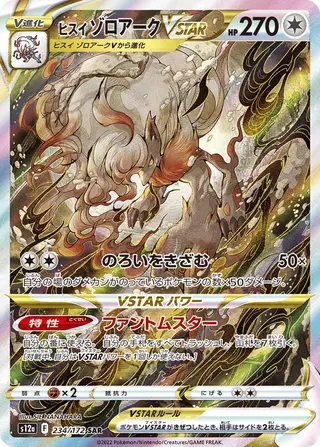 V進化
ヒスイ ゾロアーク VSTAR HP 270
ヒスイ ゾロアークVから進化
のろいをきざむ 50×
自分の場のダメカンがのっているポケモンの数×50ダメージ。
VSTARパワー
特性 ファントムスター
自分の番に使える。自分の手札をすべてトラッシュし、山札を7枚引く。
[対戦中、自分はVSTARパワーを1回しか使えない。]
弱点 ×2 抵抗力 にげる
Illus. SIE NANAHARA
s12a F 234/172 SAR
VSTARルール
ポケモンVSTARがきぜつしたとき、相手はサイドを2枚とる。
©2022 Pokémon/Nintendo/Creatures/GAME FREAK.